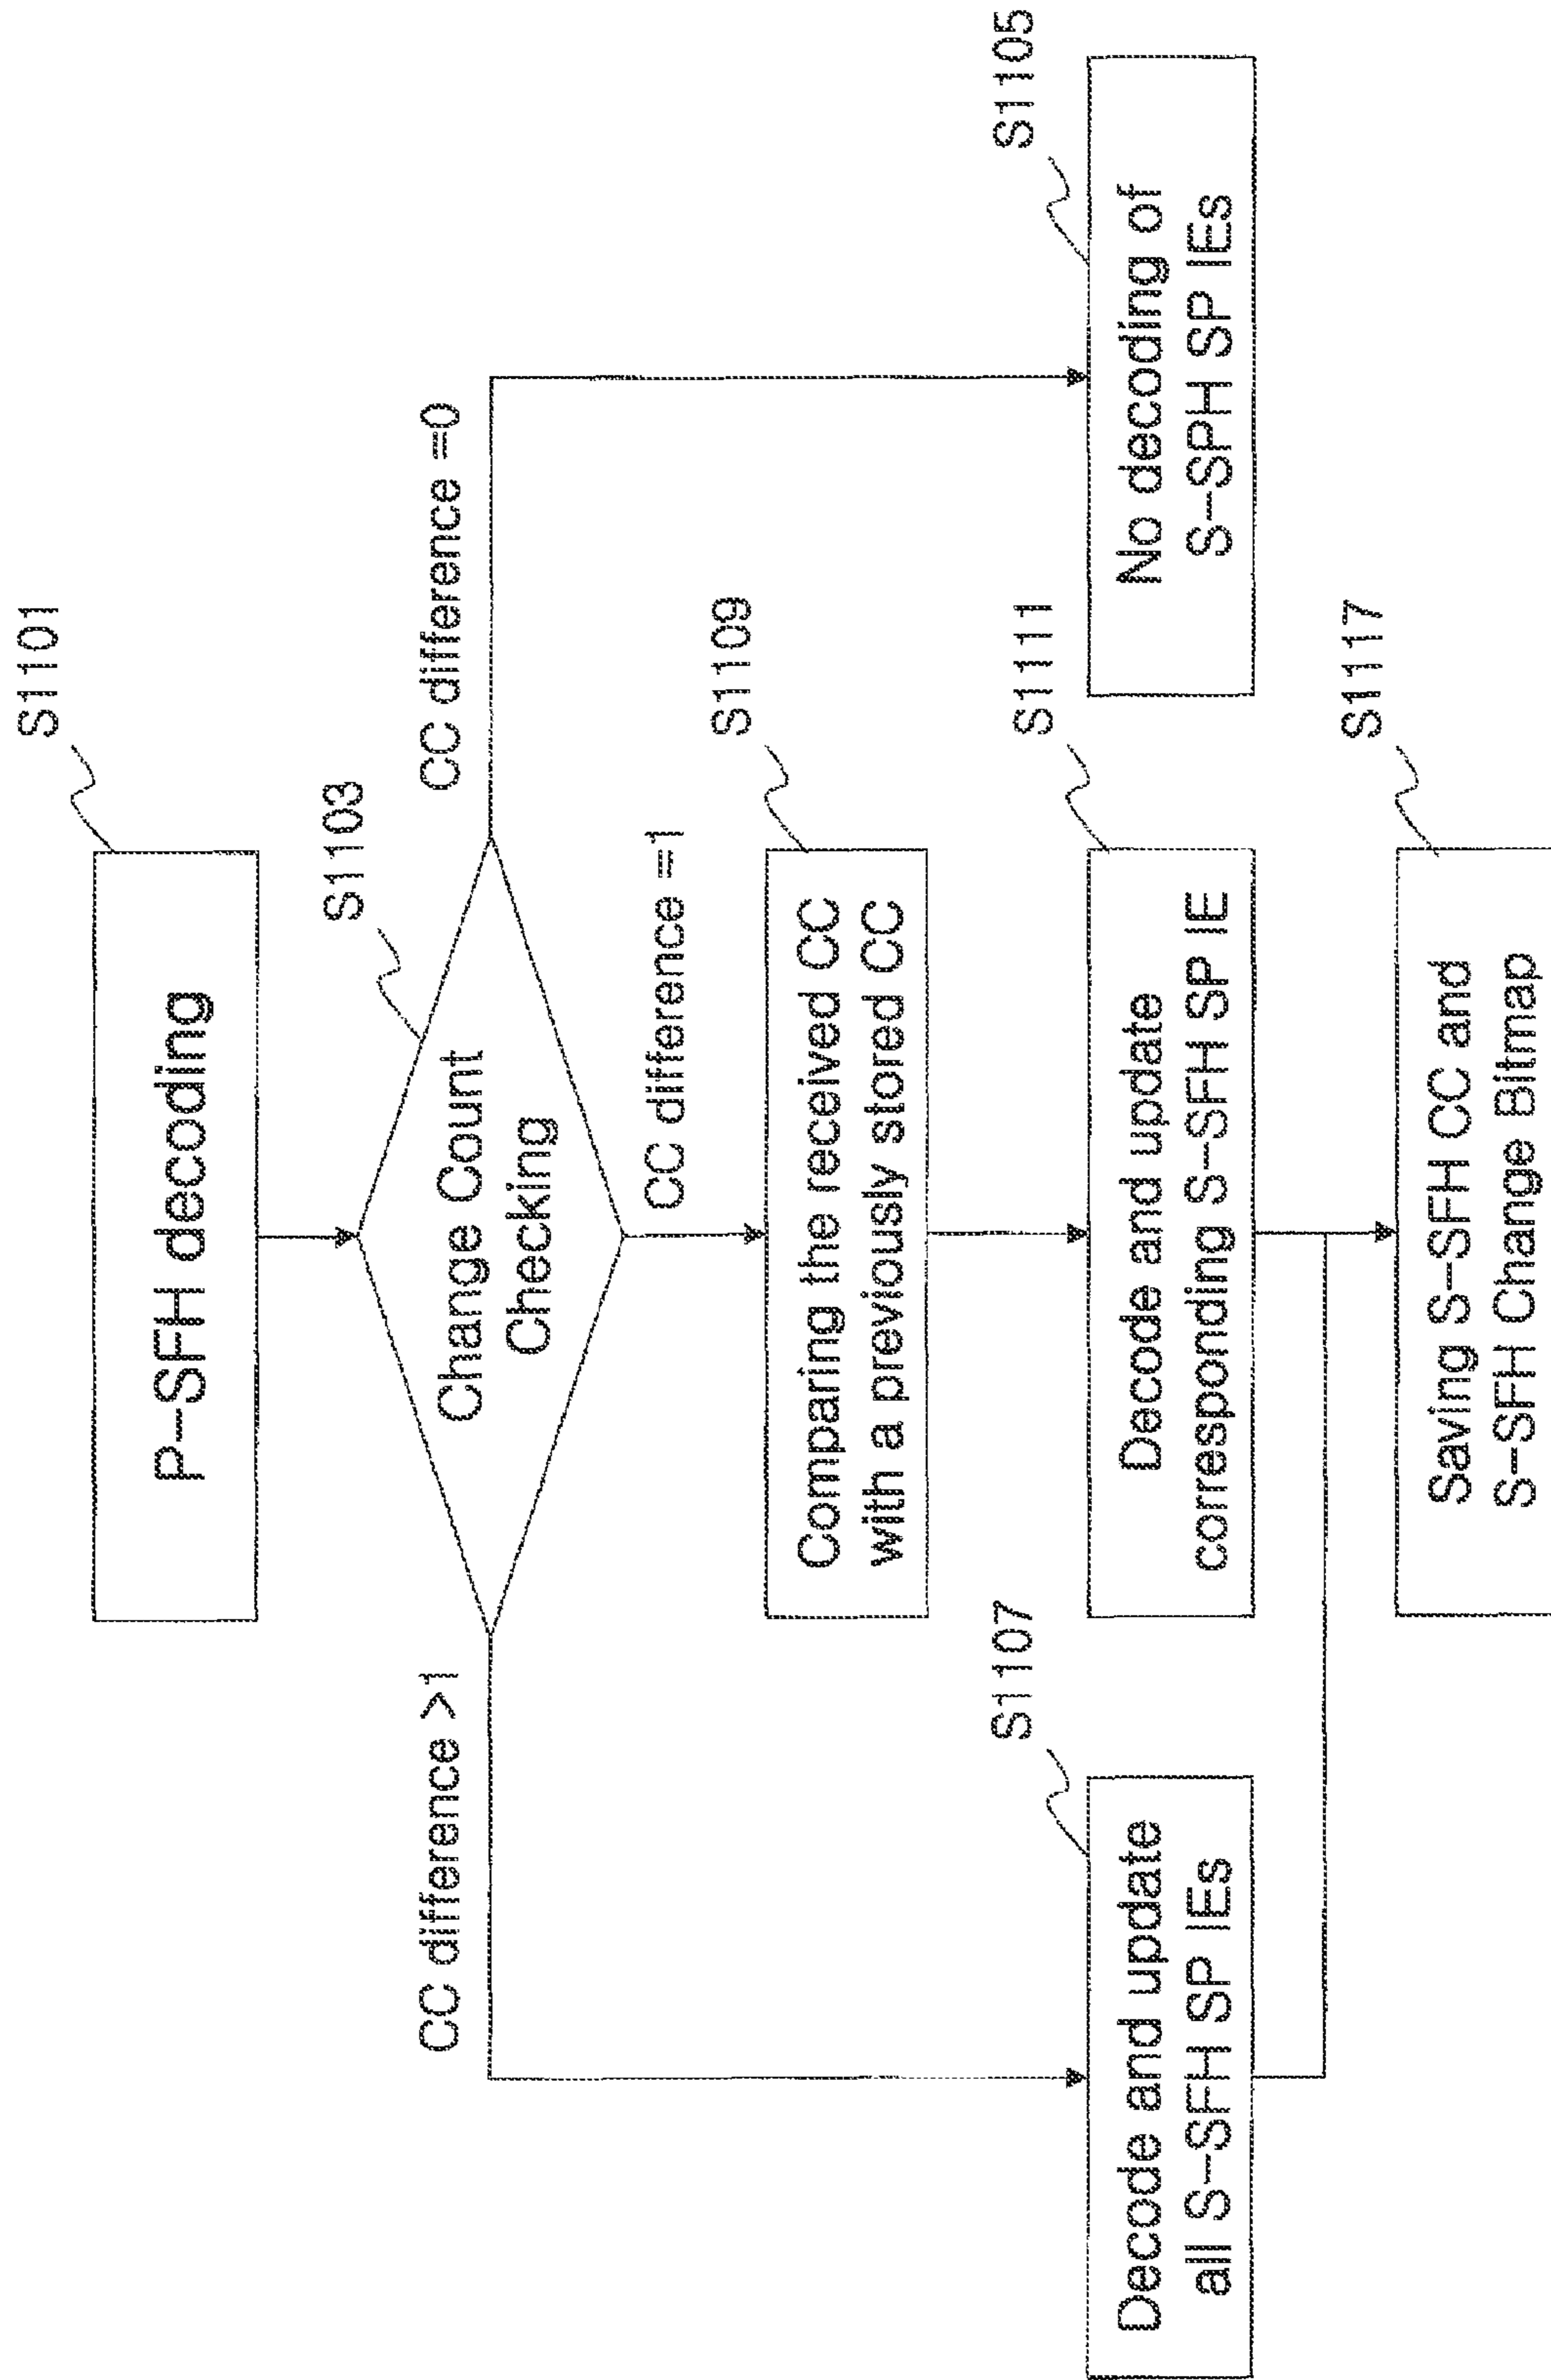 S1101
P-SFH decoding
S1103
Change Count
Checking
CC difference >1
CC difference =0
CC difference =1
S1109
Comparing the received CC
with a previously stored CC
S1107
Decode and update
all S-SFH SP IEs
S1111
Decode and update
corresponding S-SFH SP IE
S1105
No decoding of
S-SPH SP IEs
S1117
Saving S-SFH CC and
S-SFH Change Bitmap